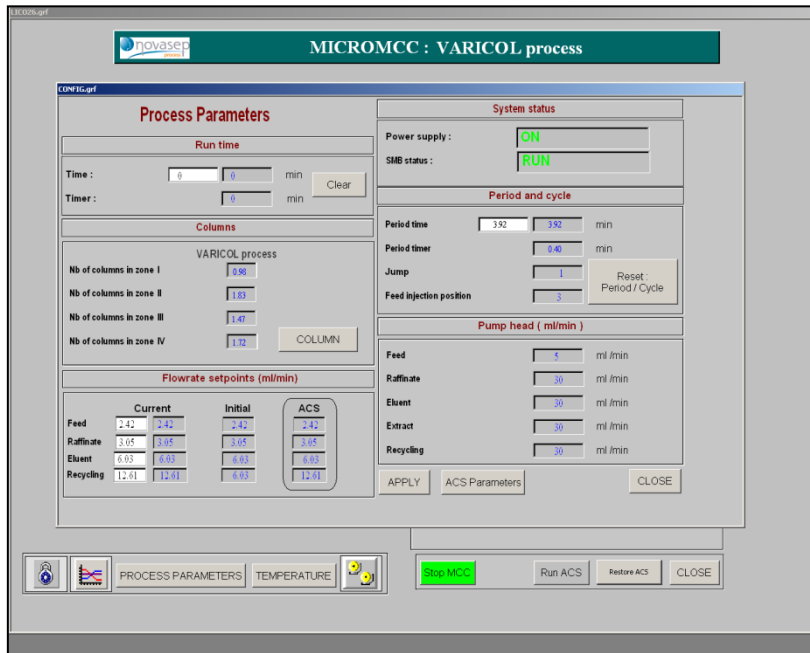 LICO26.grf
novasep
process
MICROMCC : VARICOL process
CONFIG.grf
Process Parameters
Run time
Time : 0 0 min
Clear
Timer : 0 min
Columns
VARICOL process
Nb of columns in zone I 0.98
Nb of columns in zone II 1.83
Nb of columns in zone III 1.47
Nb of columns in zone IV 1.72
COLUMN
Flowrate setpoints (ml/min)
Current Initial ACS
Feed 2.42 2.42 2.42 2.42
Raffinate 3.05 3.05 3.05 3.05
Eluent 6.03 6.03 6.03 6.03
Recycling 12.61 12.61 6.03 12.61
System status
Power supply : ON
SMB status : RUN
Period and cycle
Period time 3.92 3.92 min
Period timer 0.40 min
Jump 1
Feed injection position 3
Reset :
Period / Cycle
Pump head ( ml/min )
Feed 5 ml /min
Raffinate 30 ml /min
Eluent 30 ml /min
Extract 30 ml /min
Recycling 30 ml /min
APPLY ACS Parameters CLOSE
PROCESS PARAMETERS TEMPERATURE Stop MCC Run ACS Restore ACS CLOSE